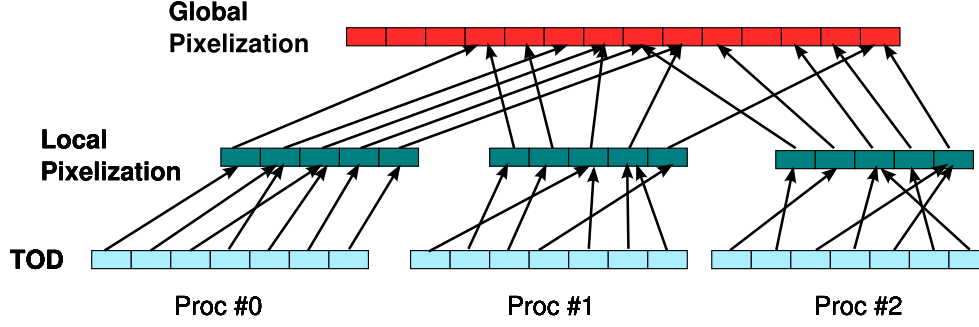 Global
Pixelization
Local
Pixelization
TOD
Proc #0
Proc #1
Proc #2